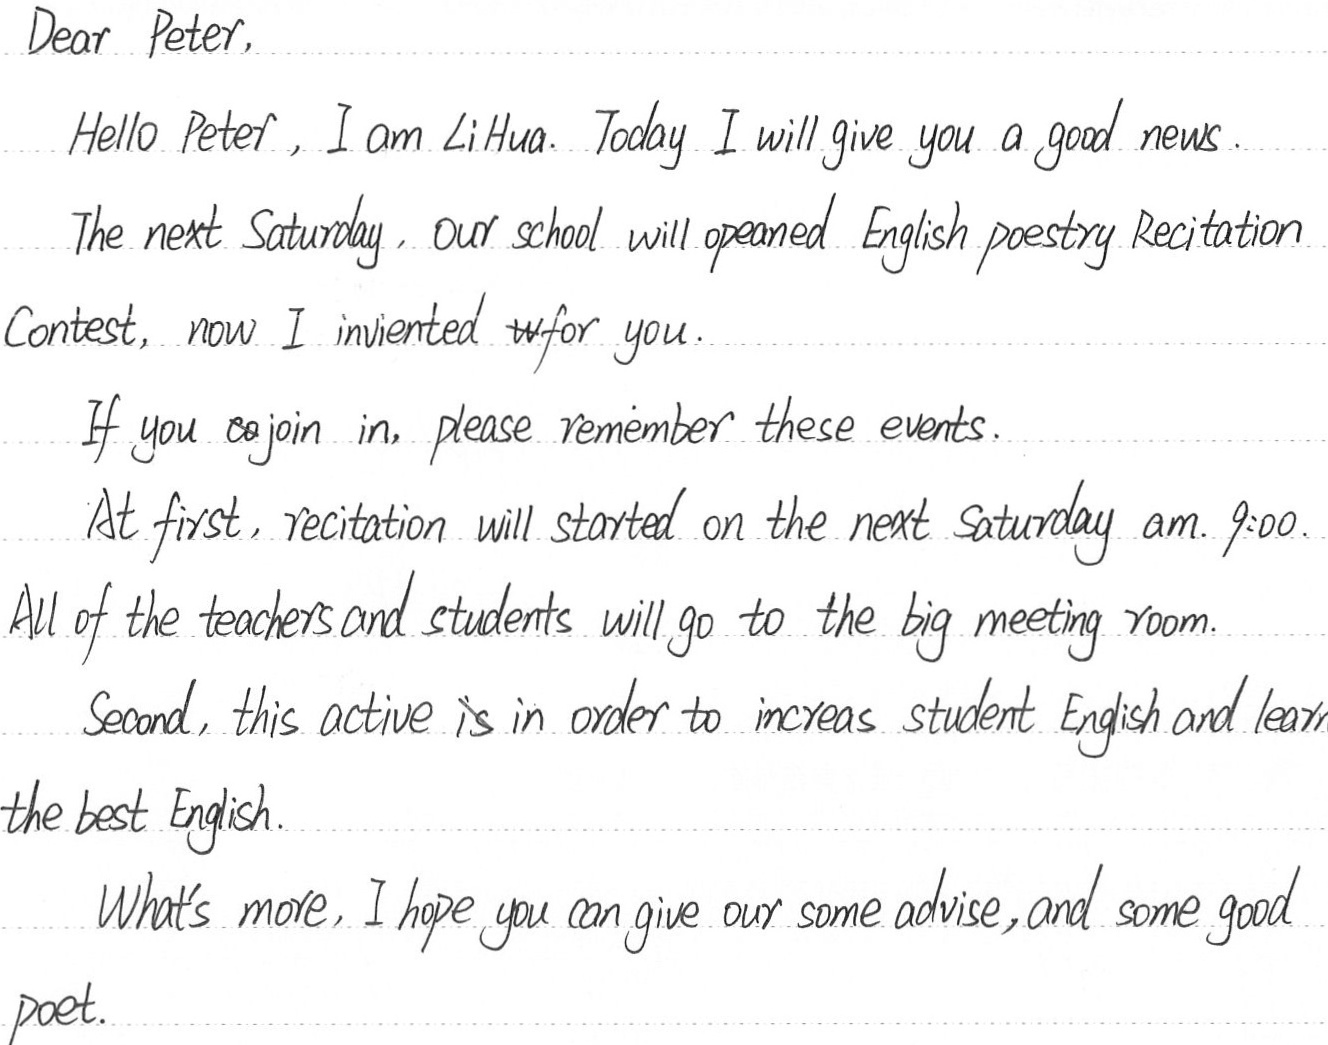 Dear Peter,
Hello Peter, I am LiHua. Today I will give you a good news.
The next Saturday, our school will opeaned English poestry Recitation
Contest, now I inviented for you.
If you join in, please remember these events.
At first, recitation will started on the next Saturday am. 9:00.
All of the teachers and students will go to the big meeting room.
Second, this active is in order to increas student English and learn
the best English.
What's more, I hope you can give our some advise, and some good
poet.